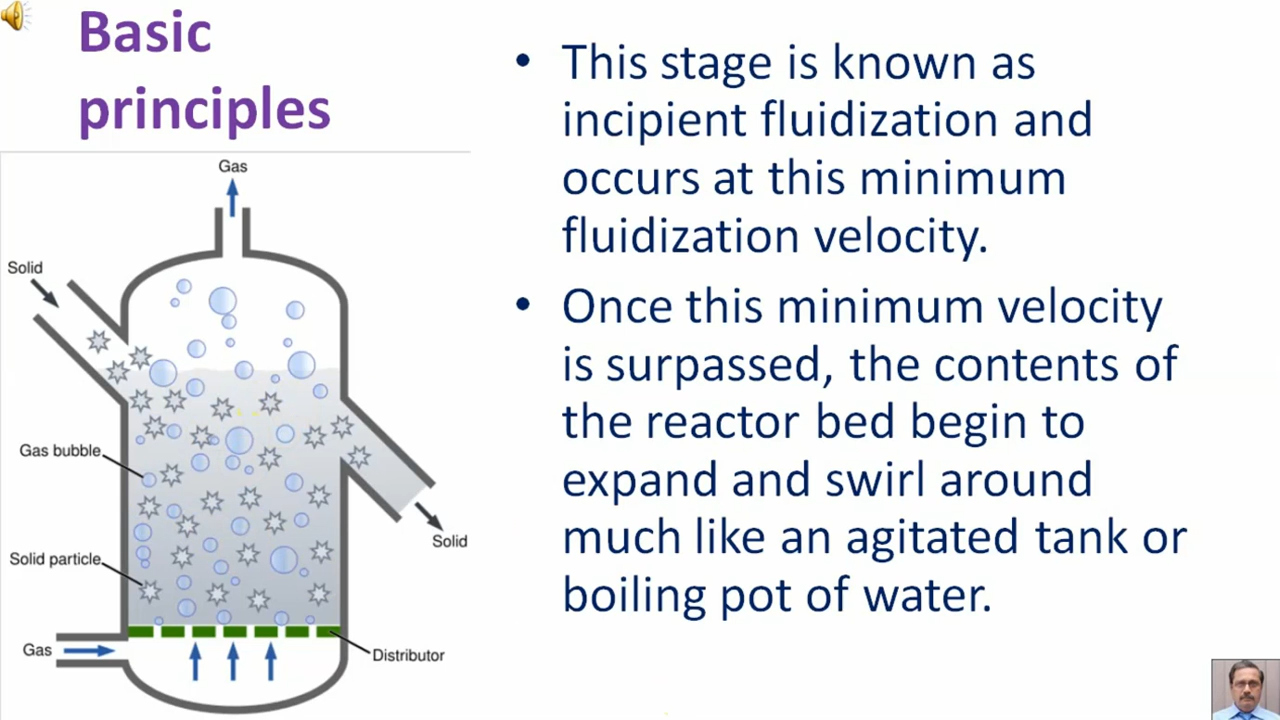 Basic
principles
• This stage is known as
incipient fluidization and
occurs at this minimum
fluidization velocity.
• Once this minimum velocity
is surpassed, the contents of
the reactor bed begin to
expand and swirl around
much like an agitated tank or
boiling pot of water.
Gas
Solid
Gas bubble
Solid
Solid particle
Gas
Distributor